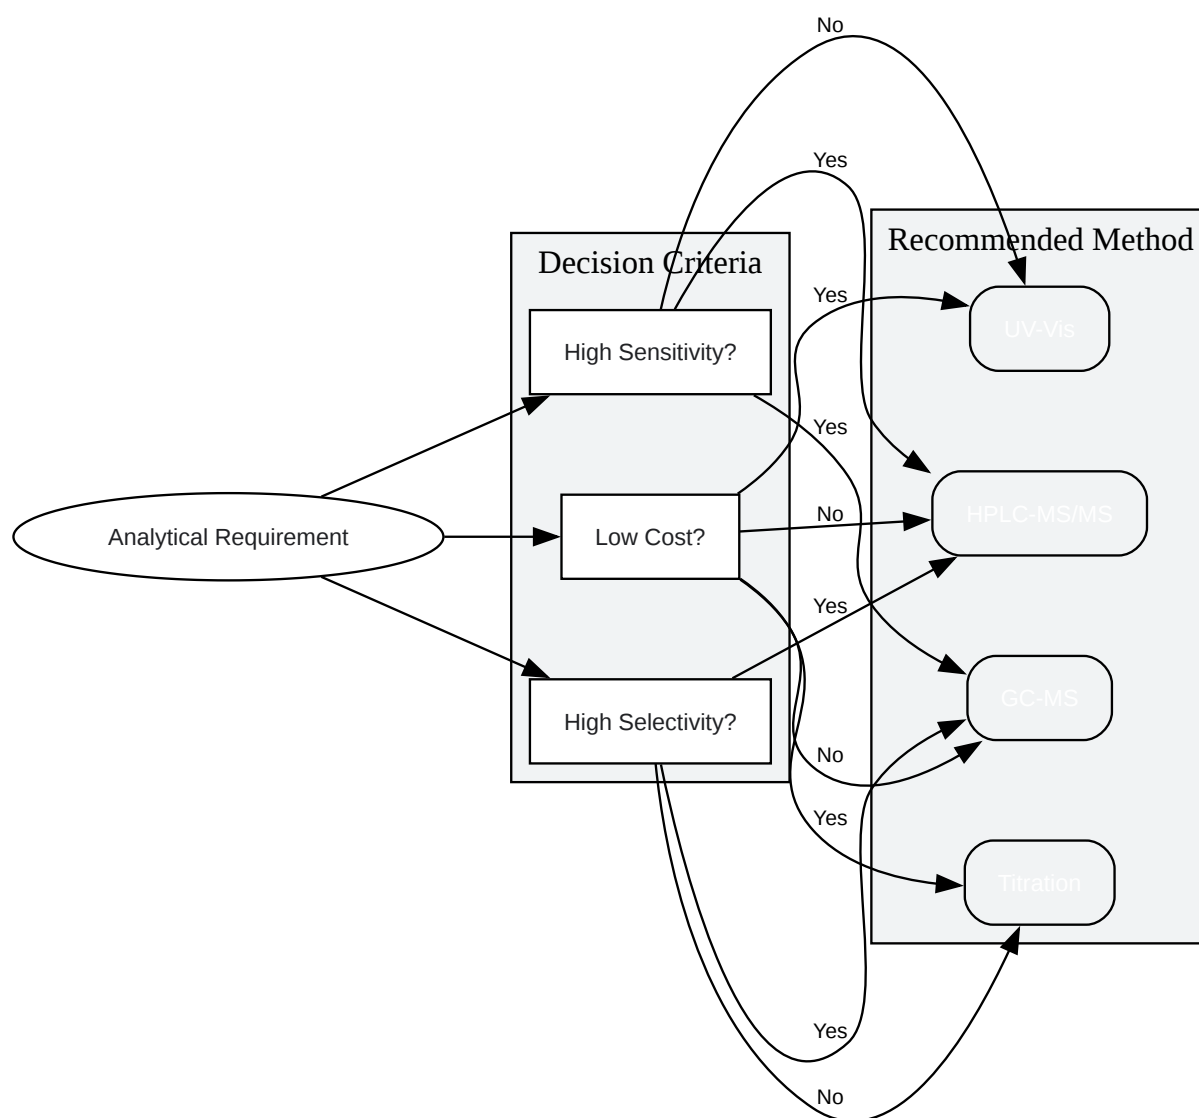 No
Yes
Recommended Method
Decision Criteria
Yes
UV-Vis
High Sensitivity?
Yes
No
HPLC-MS/MS
Analytical Requirement
Low Cost?
Yes
GC-MS
High Selectivity?
No
Yes
Titration
Yes
No